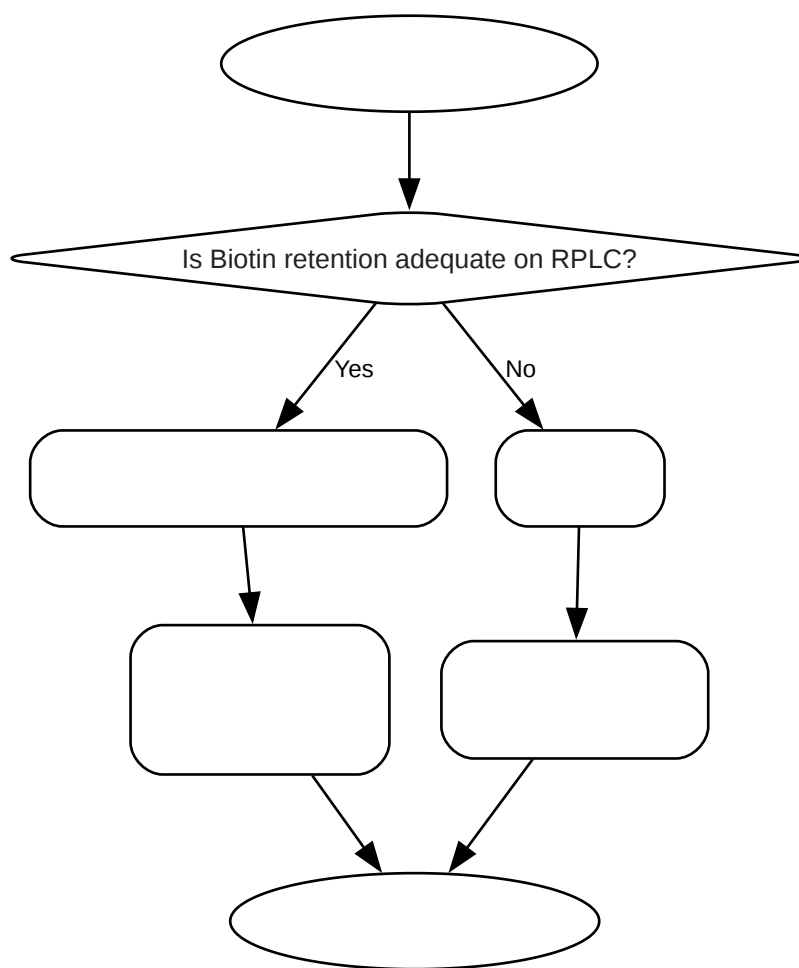 Is Biotin retention adequate on RPLC?
Yes
No